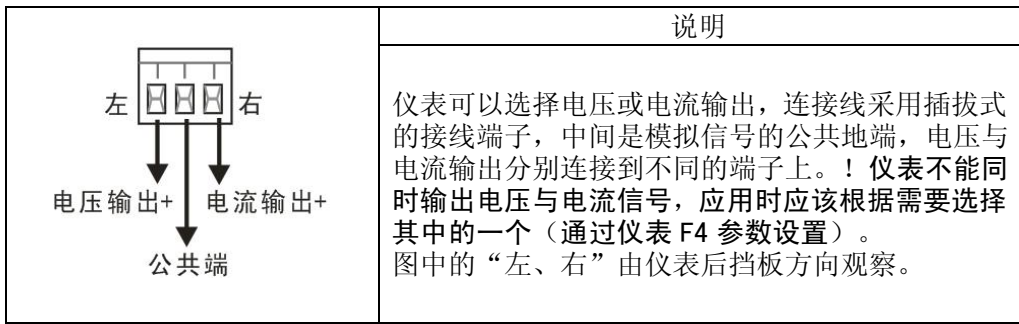 说明
左
右
电压输出+
电流输出+
公共端
仪表可以选择电压或电流输出，连接线采用插拔式
的接线端子，中间是模拟信号的公共地端，电压与
电流输出分别连接到不同的端子上。！仪表不能同
时输出电压与电流信号，应用时应该根据需要选择
其中的一个（通过仪表 F4 参数设置）。
图中的“左、右”由仪表后挡板方向观察。